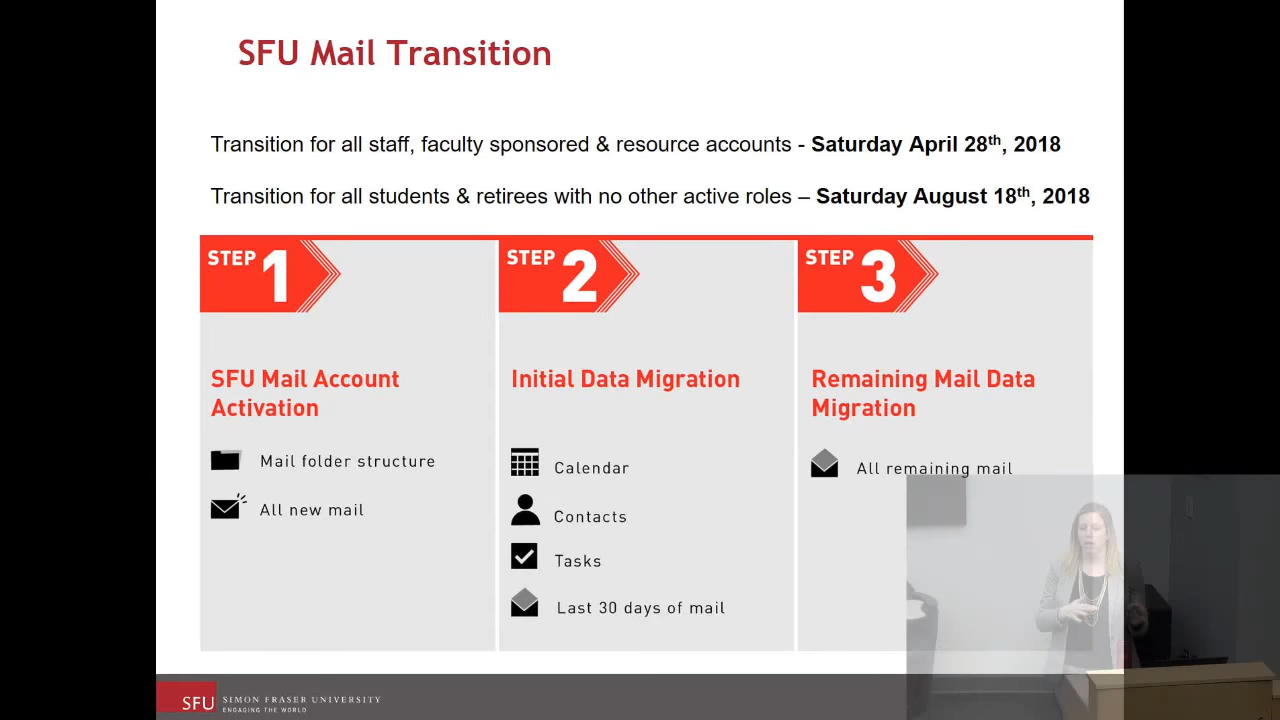 SFU Mail Transition
Transition for all staff, faculty sponsored & resource accounts - Saturday April 28th, 2018
Transition for all students & retirees with no other active roles – Saturday August 18th, 2018
STEP 1
SFU Mail Account
Activation
Mail folder structure
All new mail
STEP 2
Initial Data Migration
Calendar
Contacts
Tasks
Last 30 days of mail
STEP 3
Remaining Mail Data
Migration
All remaining mail
SFU SIMON FRASER UNIVERSITY
ENGAGING THE WORLD